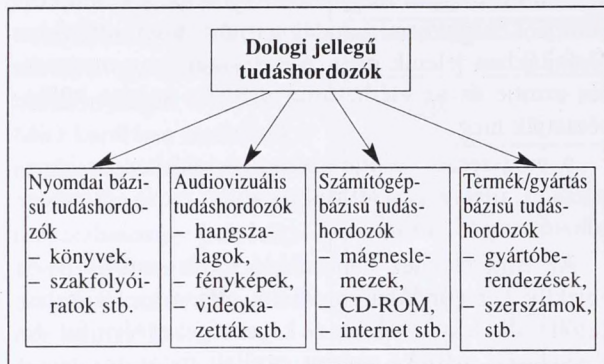 Dologi jellegű
tudáshordozók
Nyomdai bázi-
sú tudáshordo-
zók
– könyvek,
– szakfolyói-
ratok stb.
Audiovizuális
tudáshordozók
– hangsza-
lagok,
– fényképek,
– videoka-
zetták stb.
Számítógép-
bázisu tudás-
hordozók
– mágnesle-
mezek,
– CD-ROM,
– internet stb.
Termék/gyártás
bázisú tudás-
hordozók
– gyártóbe-
rendezések,
– szerszámok,
stb.